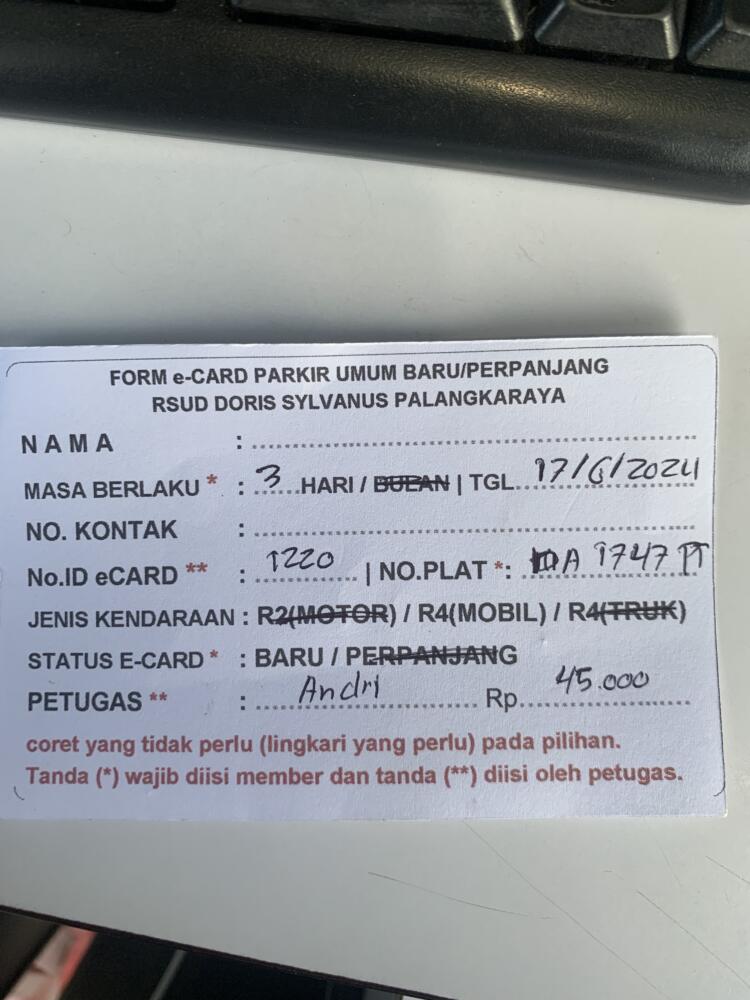 FORM e-CARD PARKIR UMUM BARU/PERPANJANG
RSUD DORIS SYLVANUS PALANGKARAYA
NAMA :
MASA BERLAKU * : 3 HARI / BULAN | TGL 17/6/2024
NO. KONTAK :
No.ID eCARD ** : 1220 | NO.PLAT *: DA 1747 PT
JENIS KENDARAAN : R2(MOTOR) / R4(MOBIL) / R4(TRUK)
STATUS E-CARD * : BARU / PERPANJANG
PETUGAS ** : Andri Rp. 45.000
coret yang tidak perlu (lingkari yang perlu) pada pilihan.
Tanda (*) wajib diisi member dan tanda (**) diisi oleh petugas.